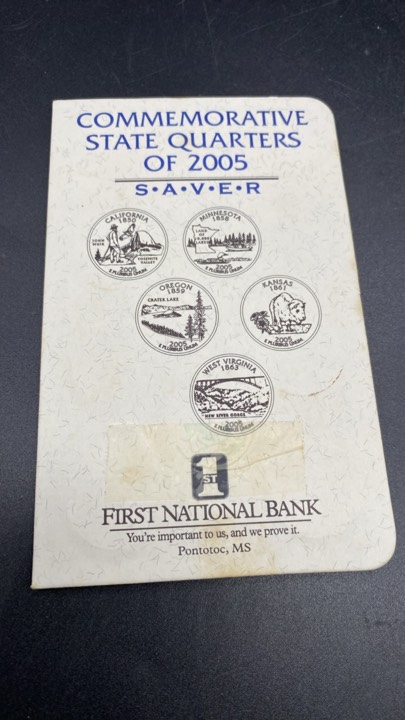 COMMEMORATIVE
STATE QUARTERS
OF 2005
S•A•V•E•R
CALIFORNIA
1850
JOHN MUIR
YOSEMITE
VALLEY
2005
E PLURIBUS UNUM
MINNESOTA
1858
LAND
OF
10,000
LAKES
2005
E PLURIBUS UNUM
OREGON
1859
CRATER LAKE
2005
E PLURIBUS UNUM
KANSAS
1861
2005
E PLURIBUS UNUM
WEST VIRGINIA
1863
NEW RIVER GORGE
2005
E PLURIBUS UNUM
1ST
FIRST NATIONAL BANK
You're important to us, and we prove it.
Pontotoc, MS